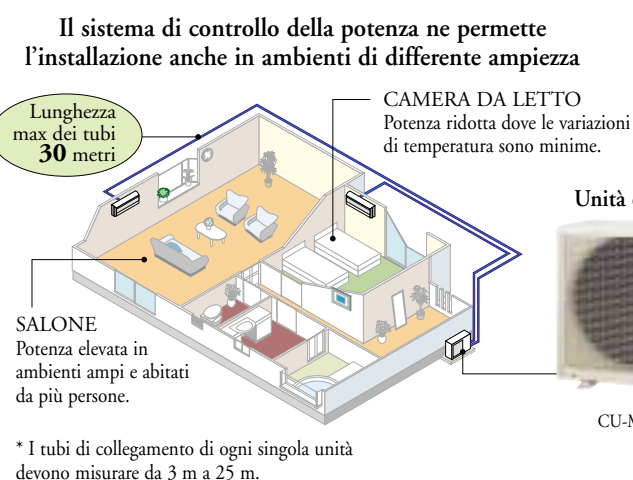 Il sistema di controllo della potenza ne permette
l'installazione anche in ambienti di differente ampiezza
Lunghezza
max dei tubi
30 metri
CAMERA DA LETTO
Potenza ridotta dove le variazioni
di temperatura sono minime.
Unità
SALONE
Potenza elevata in
ambienti ampi e abitati
da più persone.
CU-M
* I tubi di collegamento di ogni singola unità
devono misurare da 3 m a 25 m.